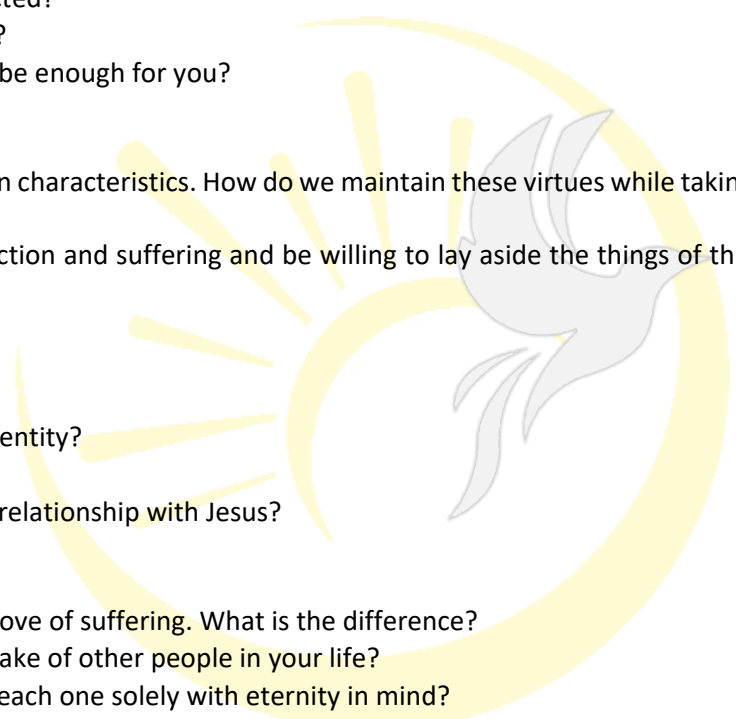 ?
be enough for you?
n characteristics. How do we maintain these virtues while takin
ction and suffering and be willing to lay aside the things of th
entity?
relationship with Jesus?
ove of suffering. What is the difference?
ake of other people in your life?
each one solely with eternity in mind?